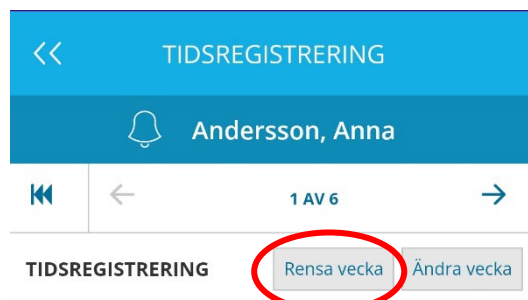 TIDSREGISTRERING
Andersson, Anna
1 AV 6
TIDSREGISTRERING Rensa vecka Ändra vecka